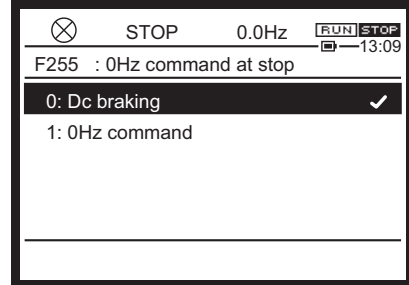 STOP 0.0Hz RUN STOP
13:09
F255 : 0Hz command at stop
0: Dc braking
1: 0Hz command